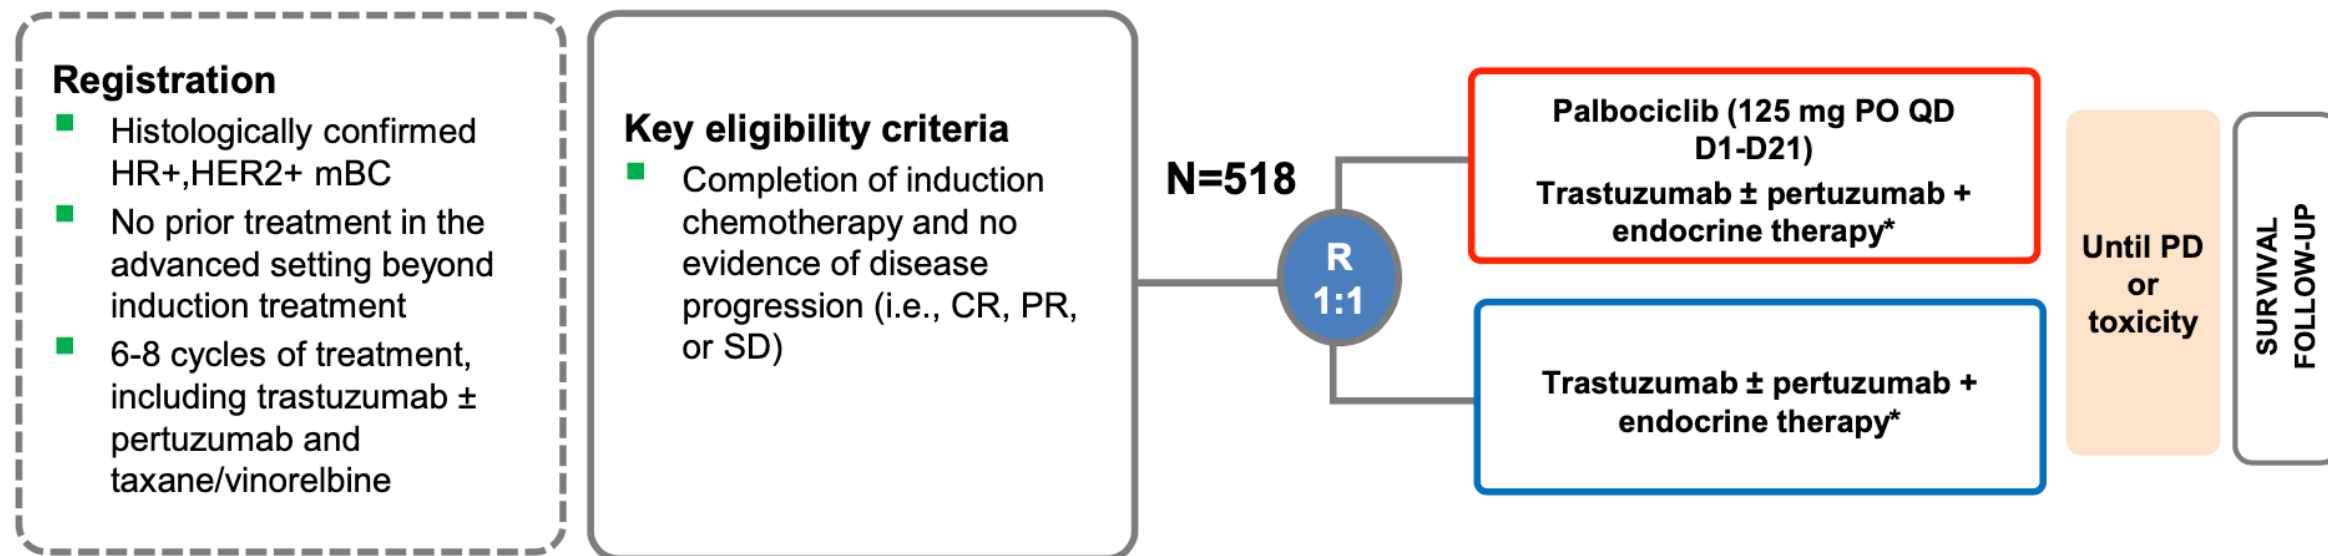 Registration
Histologically confirmed
HR+,HER2+ mBC
No prior treatment in the
advanced setting beyond
induction treatment
6-8 cycles of treatment,
including trastuzumab ±
pertuzumab and
taxane/vinorelbine
Key eligibility criteria
Completion of induction
chemotherapy and no
evidence of disease
progression (i.e., CR, PR,
or SD)
N=518
R
1:1
Palbociclib (125 mg PO QD
D1-D21)
Trastuzumab ± pertuzumab +
endocrine therapy*
Trastuzumab ± pertuzumab +
endocrine therapy*
Until PD
or
toxicity
SURVIVAL
FOLLOW-UP